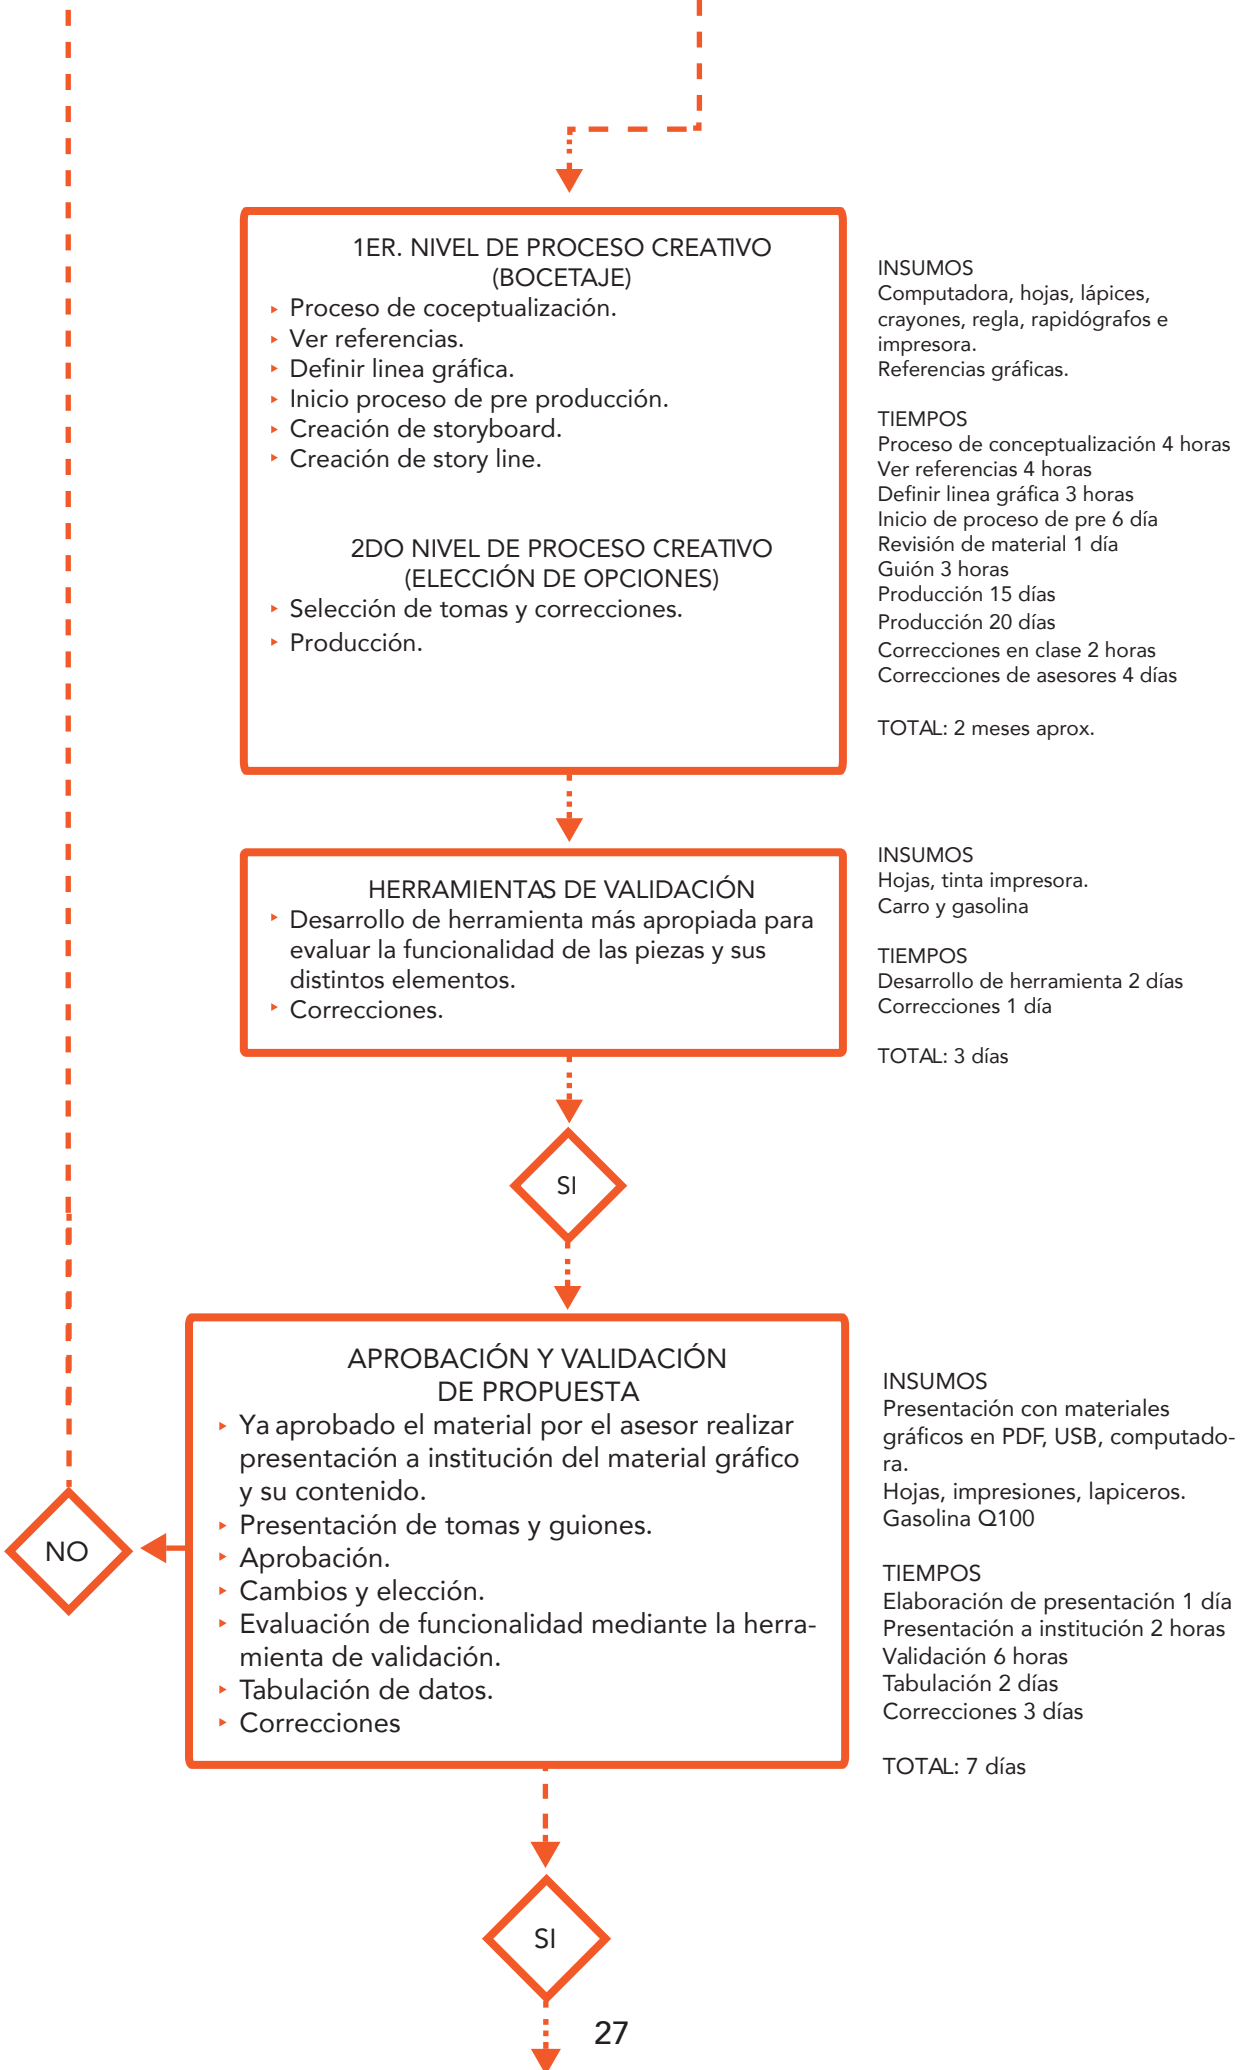 1ER. NIVEL DE PROCESO CREATIVO
(BOCETAJE)
Proceso de coceptualización.
Ver referencias.
Definir linea gráfica.
Inicio proceso de pre producción.
Creación de storyboard.
Creación de story line.
2DO NIVEL DE PROCESO CREATIVO
(ELECCIÓN DE OPCIONES)
Selección de tomas y correcciones.
Producción.
INSUMOS
Computadora, hojas, lápices,
crayones, regla, rapidógrafos e
impresora.
Referencias gráficas.
TIEMPOS
Proceso de conceptualización 4 horas
Ver referencias 4 horas
Definir linea gráfica 3 horas
Inicio de proceso de pre 6 día
Revisión de material 1 día
Guión 3 horas
Producción 15 días
Producción 20 días
Correcciones en clase 2 horas
Correcciones de asesores 4 días
TOTAL: 2 meses aprox.
HERRAMIENTAS DE VALIDACIÓN
Desarrollo de herramienta más apropiada para
evaluar la funcionalidad de las piezas y sus
distintos elementos.
Correcciones.
INSUMOS
Hojas, tinta impresora.
Carro y gasolina
TIEMPOS
Desarrollo de herramienta 2 días
Correcciones 1 día
TOTAL: 3 días
SI
APROBACIÓN Y VALIDACIÓN
DE PROPUESTA
Ya aprobado el material por el asesor realizar
presentación a institución del material gráfico
y su contenido.
Presentación de tomas y guiones.
Aprobación.
Cambios y elección.
Evaluación de funcionalidad mediante la herra-
mienta de validación.
Tabulación de datos.
Correcciones
NO
INSUMOS
Presentación con materiales
gráficos en PDF, USB, computado-
ra.
Hojas, impresiones, lapiceros.
Gasolina Q100
TIEMPOS
Elaboración de presentación 1 día
Presentación a institución 2 horas
Validación 6 horas
Tabulación 2 días
Correcciones 3 días
TOTAL: 7 días
SI
27